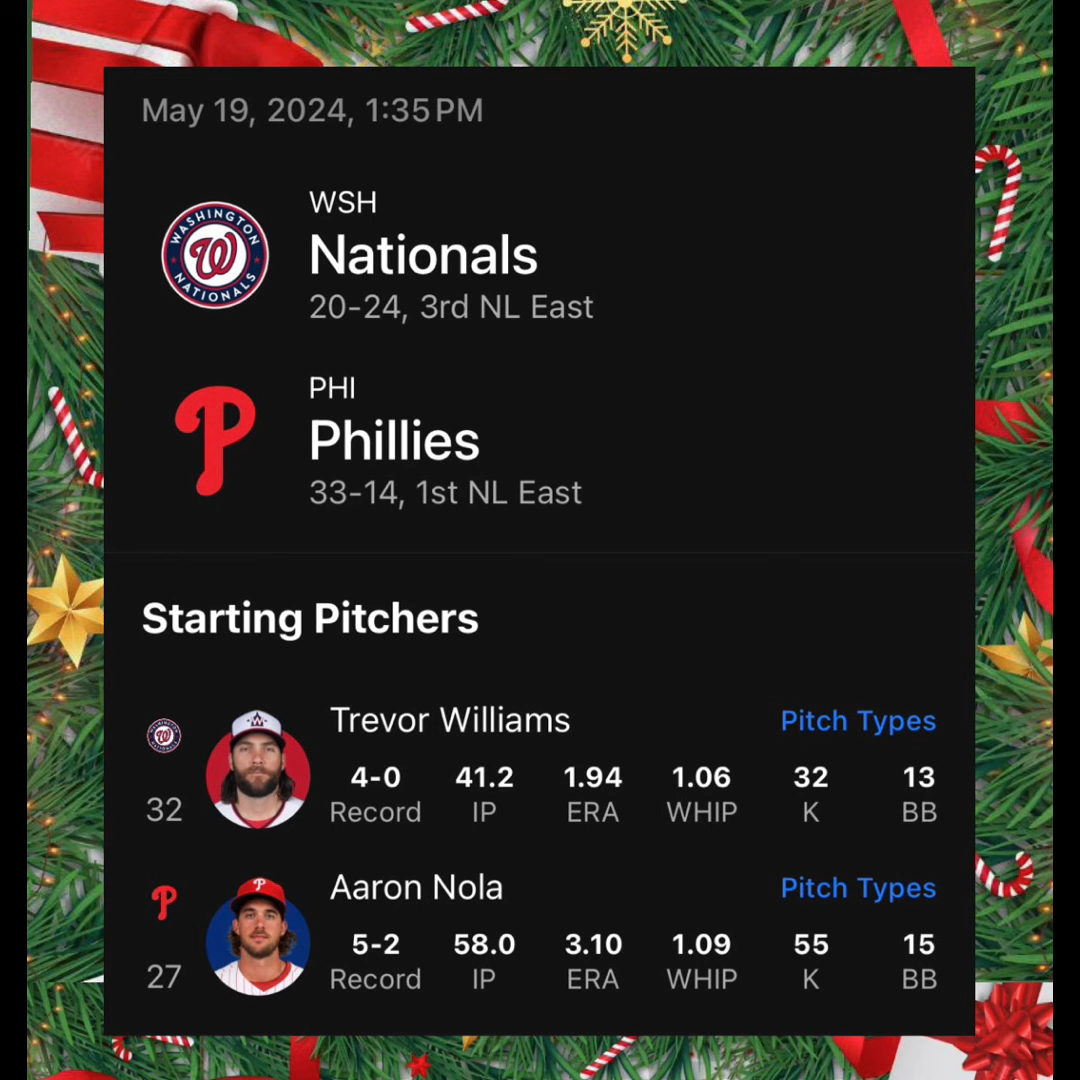 May 19, 2024, 1:35 PM
WASHINGTON
NATIONALS
WSH
Nationals
20-24, 3rd NL East
PHI
Phillies
33-14, 1st NL East
Starting Pitchers
Trevor Williams Pitch Types
4-0 41.2 1.94 1.06 32 13
32 Record IP ERA WHIP K BB
Aaron Nola Pitch Types
5-2 58.0 3.10 1.09 55 15
27 Record IP ERA WHIP K BB